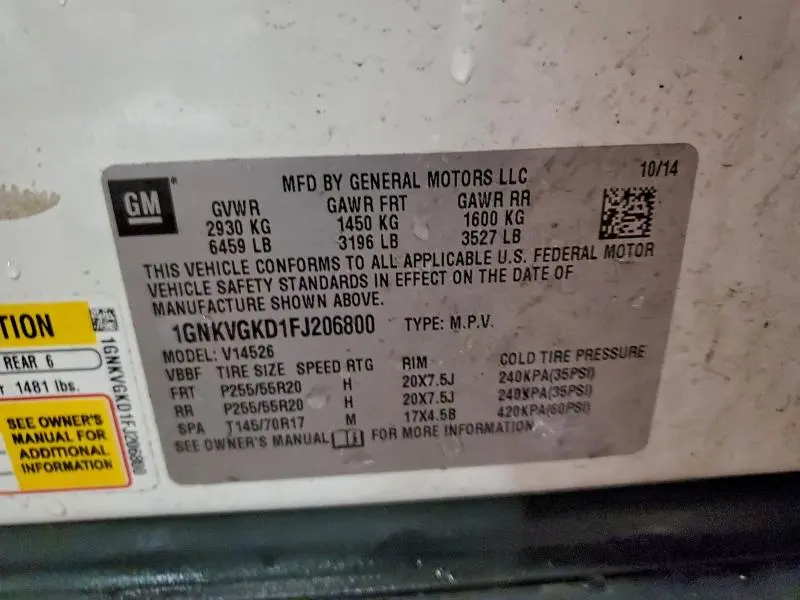 GM
MFD BY GENERAL MOTORS LLC
10/14
GVWR GAWR FRT GAWR RR
2930 KG 1450 KG 1600 KG
6459 LB 3196 LB 3527 LB
THIS VEHICLE CONFORMS TO ALL APPLICABLE U.S. FEDERAL MOTOR
VEHICLE SAFETY STANDARDS IN EFFECT ON THE DATE OF
MANUFACTURE SHOWN ABOVE.
1GNKVGKD1FJ206800 TYPE: M.P.V.
MODEL: V14526
VBBF TIRE SIZE SPEED RTG RIM COLD TIRE PRESSURE
FRT P255/55R20 H 20X7.5J 240KPA(35PSI)
RR P255/55R20 H 20X7.5J 240KPA(35PSI)
SPA T145/70R17 M 17X4.5B 420KPA(60PSI)
SEE OWNER'S MANUAL FOR MORE INFORMATION
TION
REAR 6
1481 lbs.
SEE OWNER'S
MANUAL FOR
ADDITIONAL
INFORMATION
1GNKVGKD1FJ206800